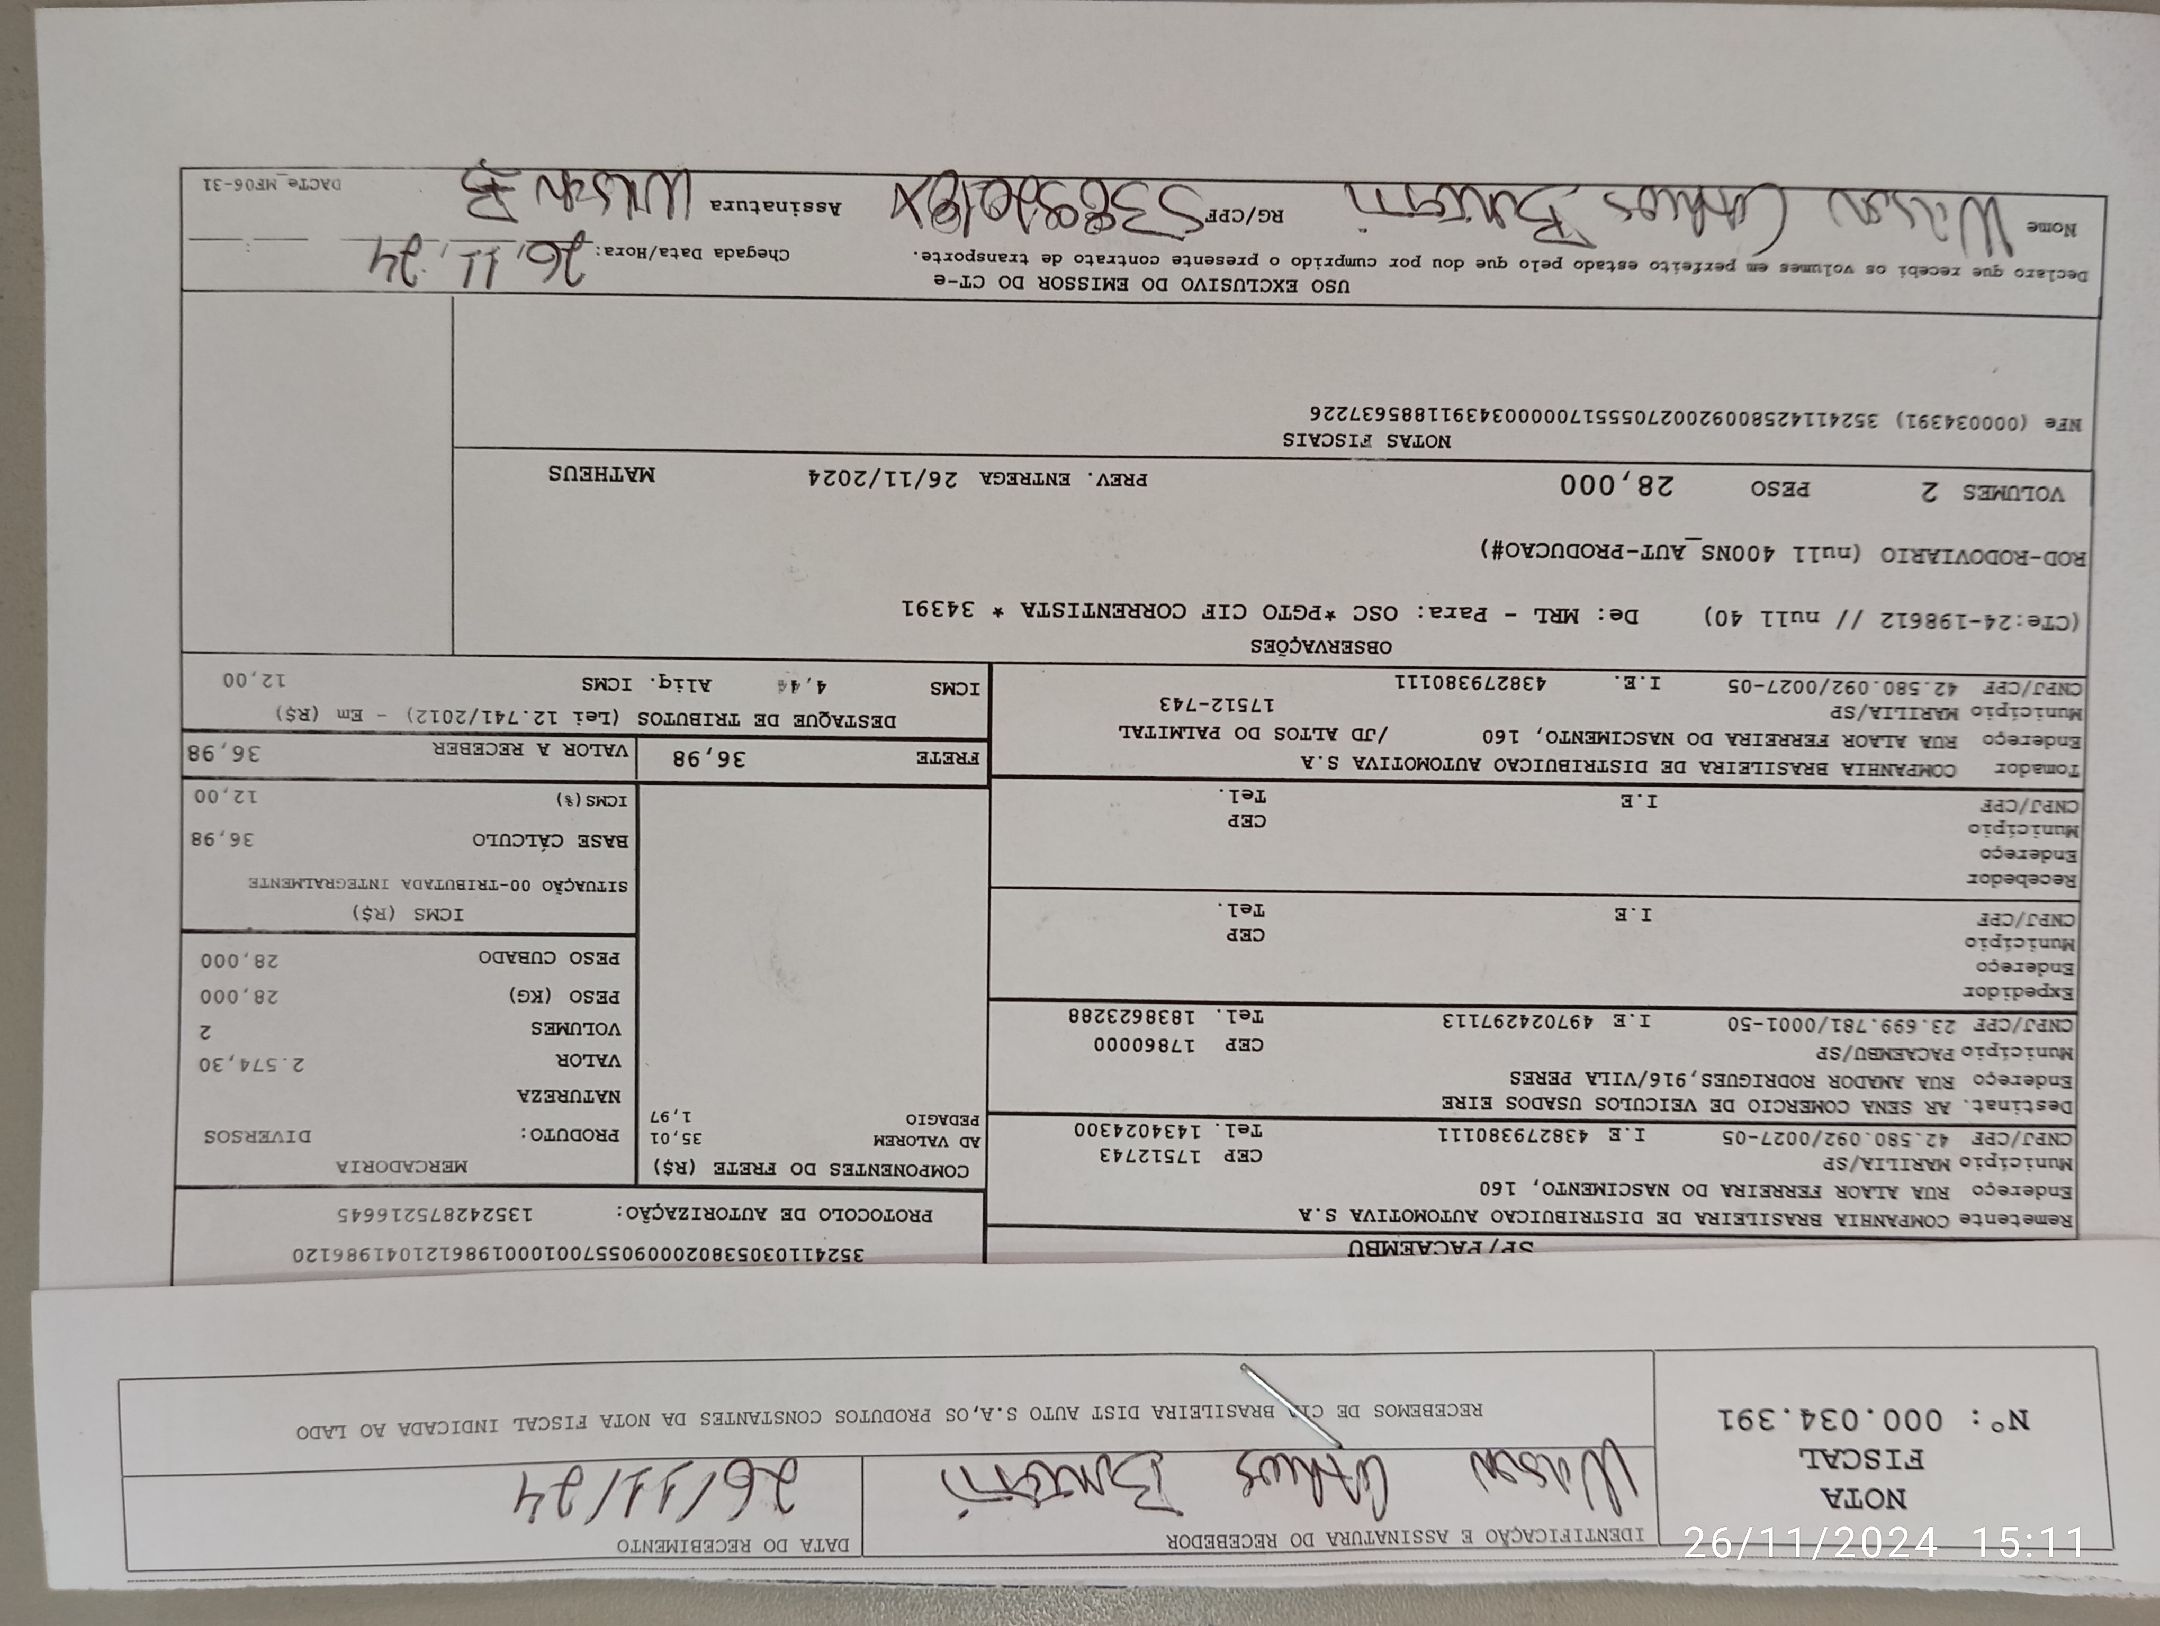 NOTA
FISCAL
Nº: 000.034.391
IDENTIFICAÇÃO E ASSINATURA DO RECEBEDOR
DATA DO RECEBIMENTO
Wilson Carlos
26/11/24
RECEBEMOS DE CIA BRASILEIRA DIST AUTO S.A,OS PRODUTOS CONSTANTES DA NOTA FISCAL INDICADA AO LADO
SP/PACAEMBU
35241103053802000905570010001986121041986120
PROTOCOLO DE AUTORIZAÇÃO: 135242875216645
Remetente COMPANHIA BRASILEIRA DE DISTRIBUICAO AUTOMOTIVA S.A
Endereço RUA ALAOR FERREIRA DO NASCIMENTO, 160
Município MARILIA/SP CEP 17512743
CNPJ/CPF 42.580.092/0027-05 I.E 438279380111 Tel. 1434024300
Destinat. AR SENA COMERCIO DE VEICULOS USADOS EIRE
Endereço RUA AMADOR RODRIGUES,916/VILA PERES
Município PACAEMBU/SP CEP 17860000
CNPJ/CPF 23.699.781/0001-50 I.E 497024297113 Tel. 1838623288
Expedidor
Endereço
Município CEP
CNPJ/CPF I.E Tel.
Recebedor
Endereço
Município CEP
CNPJ/CPF I.E Tel.
Tomador COMPANHIA BRASILEIRA DE DISTRIBUICAO AUTOMOTIVA S.A
Endereço RUA ALAOR FERREIRA DO NASCIMENTO, 160 /JD ALTOS DO PALMITAL
Município MARILIA/SP 17512-743
CNPJ/CPF 42.580.092/0027-05 I.E. 438279380111
COMPONENTES DO FRETE (R$)
AD VALOREM 35,01
PEDAGIO 1,97
MERCADORIA
PRODUTO: DIVERSOS
NATUREZA
VALOR 2.574,30
VOLUMES 2
PESO (KG) 28,000
PESO CUBADO 28,000
ICMS (R$)
SITUAÇÃO 00-TRIBUTADA INTEGRALMENTE
BASE CÁLCULO 36,98
ICMS(%) 12,00
FRETE 36,98 VALOR A RECEBER 36,98
DESTAQUE DE TRIBUTOS (Lei 12.741/2012) - Em (R$)
ICMS 4,44 Aliq. ICMS 12,00
OBSERVAÇÕES
(CTe:24-198612 // null 40) De: MRL - Para: OSC *PGTO CIF CORRENTISTA * 34391
ROD-RODOVIARIO (null 400NS_AUT-PRODUCAO#)
VOLUMES 2 PESO 28,000 PREV. ENTREGA 26/11/2024 MATHEUS
NOTAS FISCAIS
NFe (000034391) 35241142580092002705551700000343911885637226
USO EXCLUSIVO DO EMISSOR DO CT-e
Declaro que recebi os volumes em perfeito estado pelo que dou por cumprido o presente contrato de transporte.
Chegada Data/Hora: 26,11,24 :
Nome Wilson Carlos RG/CPF Assinatura Wilson B
DACTe_MF06-31
26/11/2024 15:11